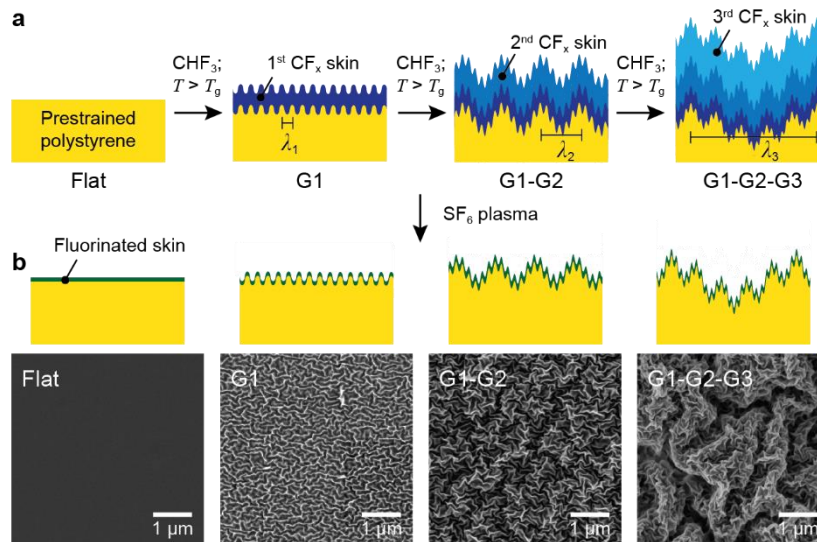 a
CHF₃;
T > Tg
1st CFx skin
CHF₃;
T > Tg
2nd CFx skin
CHF₃;
T > Tg
3rd CFx skin
Prestrained
polystyrene
λ₁
λ₂
λ₃
Flat
G1
G1-G2
G1-G2-G3
SF₆ plasma
Fluorinated skin
b
Flat
G1
G1-G2
G1-G2-G3
1 μm
1 μm
1 μm
1 μm